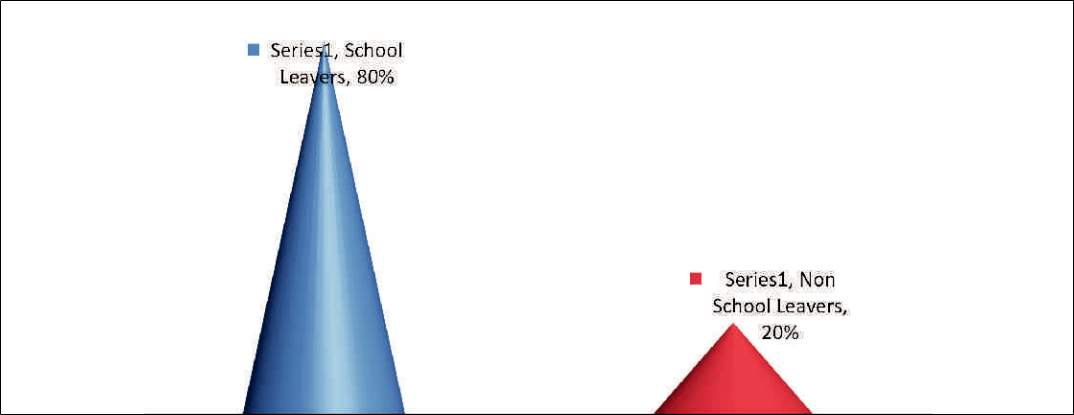 Series1, School
Leavers, 80%
Series1, Non
School Leavers,
20%